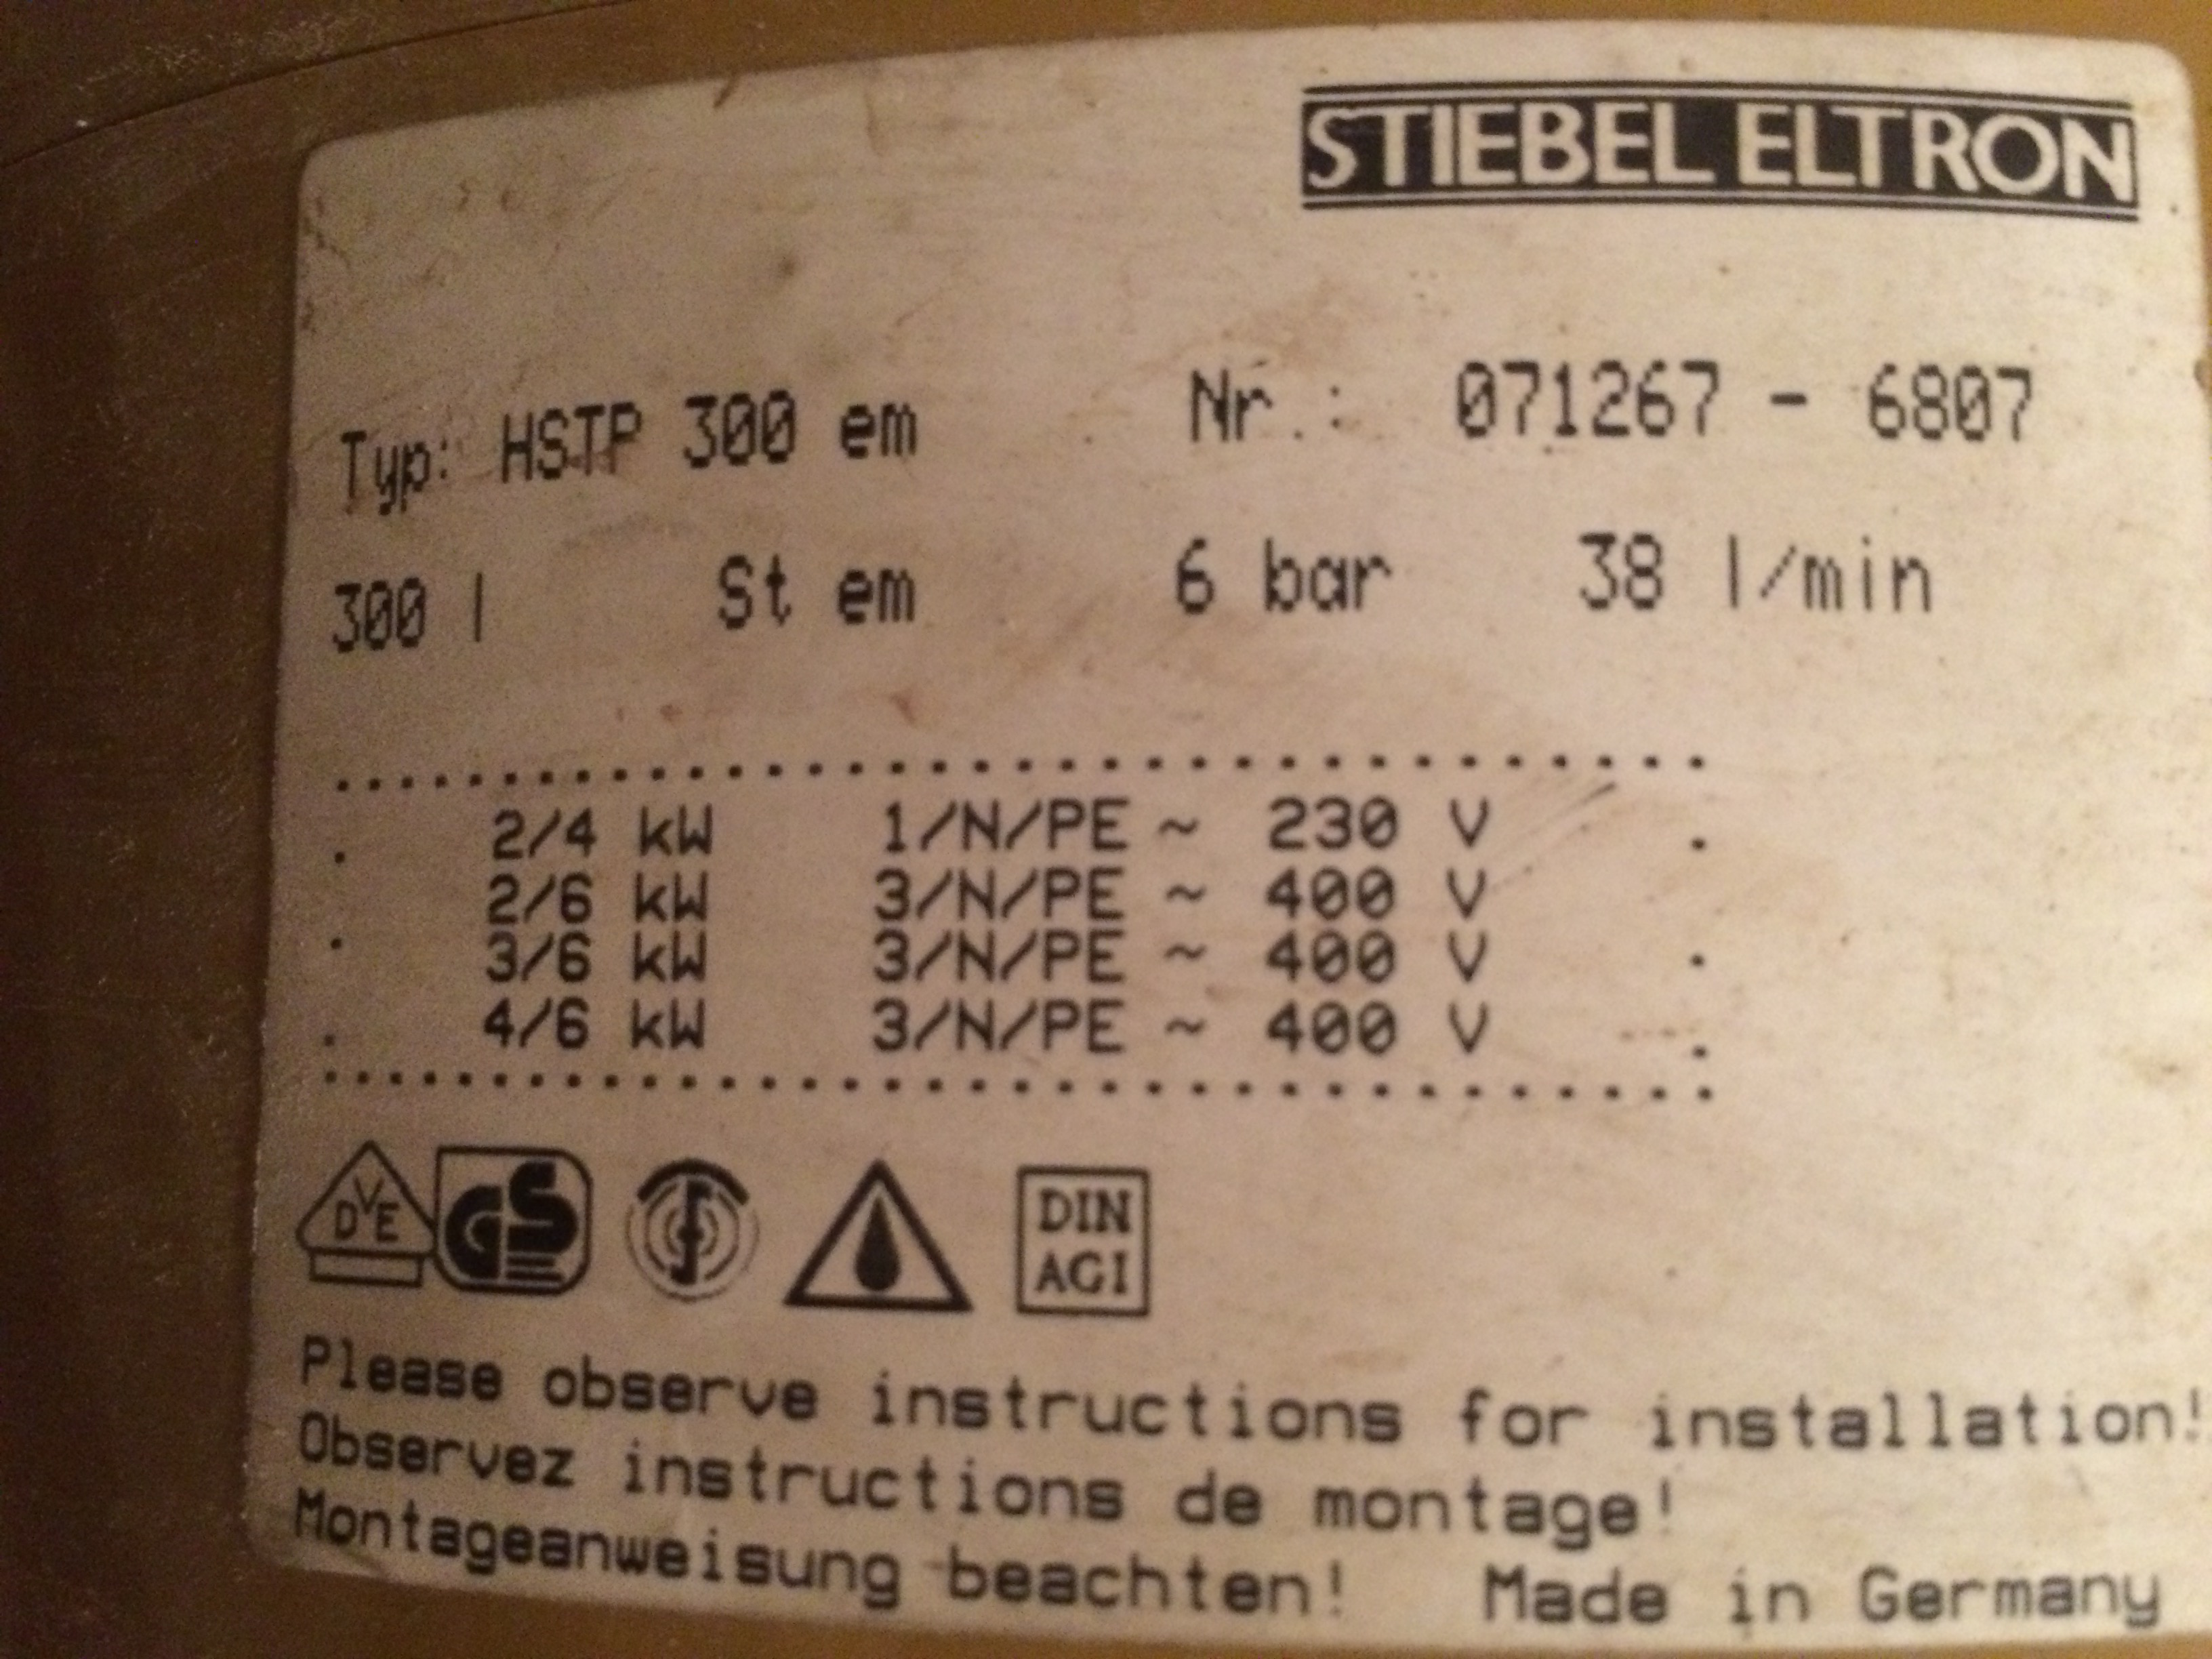 STIEBEL ELTRON
Typ: HSTP 300 em Nr.: 071267 - 6807
300 l St em 6 bar 38 l/min
2/4 kW 1/N/PE ~ 230 V
2/6 kW 3/N/PE ~ 400 V
3/6 kW 3/N/PE ~ 400 V
4/6 kW 3/N/PE ~ 400 V
DVE GS DIN
AGI
Please observe instructions for installation!
Observez instructions de montage!
Montageanweisung beachten! Made in Germany